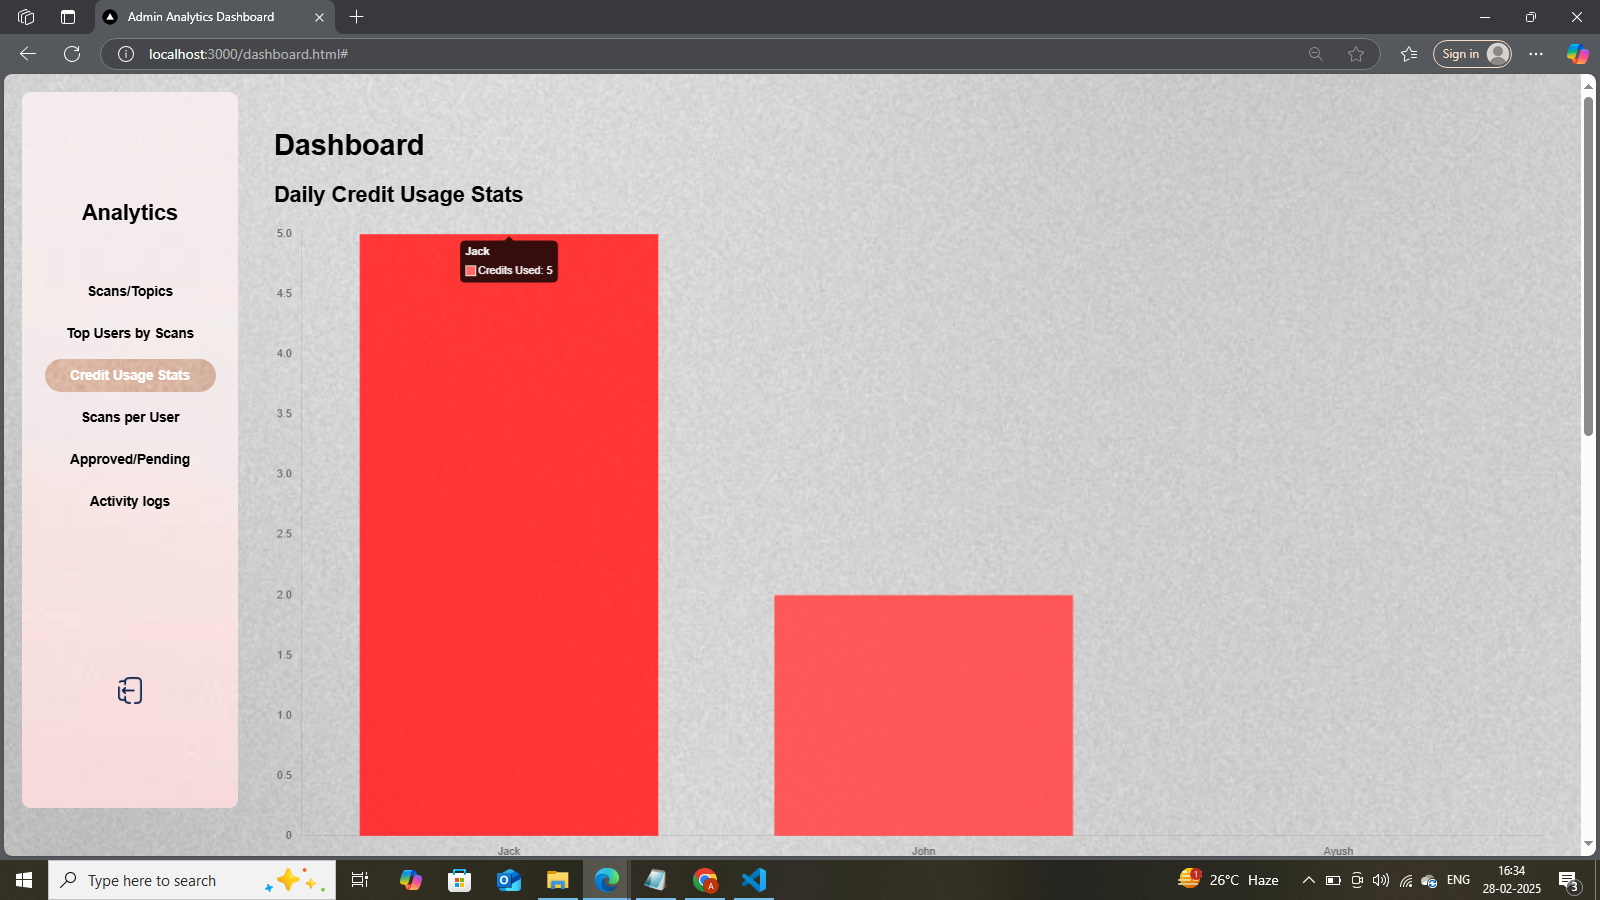 Admin Analytics Dashboard
localhost:3000/dashboard.html#
Sign in
Analytics
Scans/Topics
Top Users by Scans
Credit Usage Stats
Scans per User
Approved/Pending
Activity logs
Dashboard
Daily Credit Usage Stats
5.0
4.5
4.0
3.5
3.0
2.5
2.0
1.5
1.0
0.5
0
Jack
Credits Used: 5
Jack
John
Ayush
Type here to search
1
26°C Haze
ENG
16:34
28-02-2025
3
A